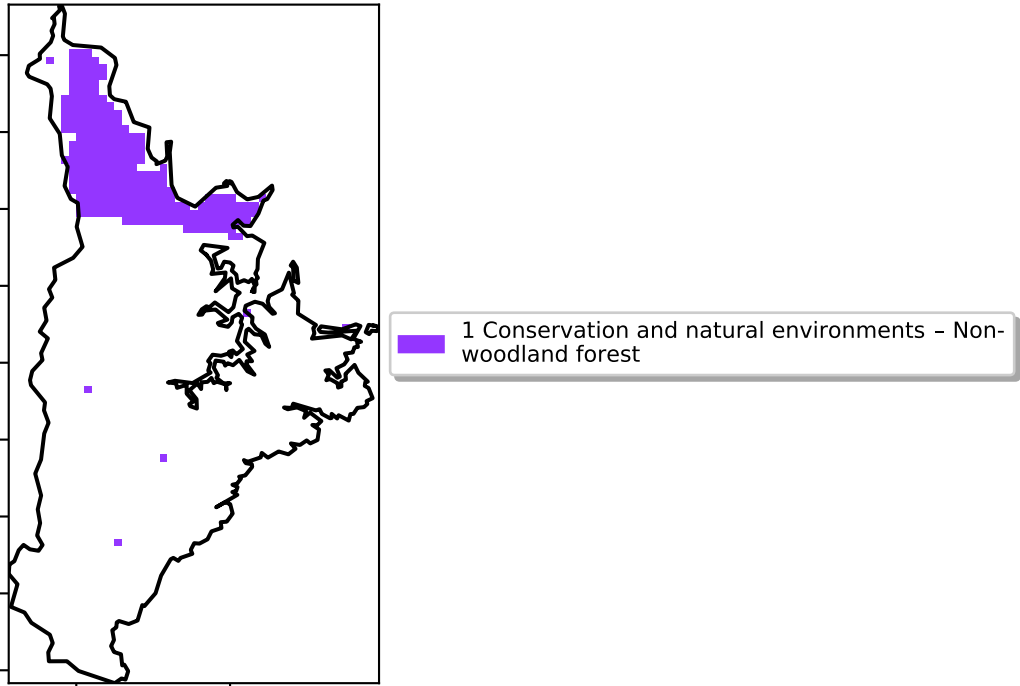 1 Conservation and natural environments – Non-
woodland forest